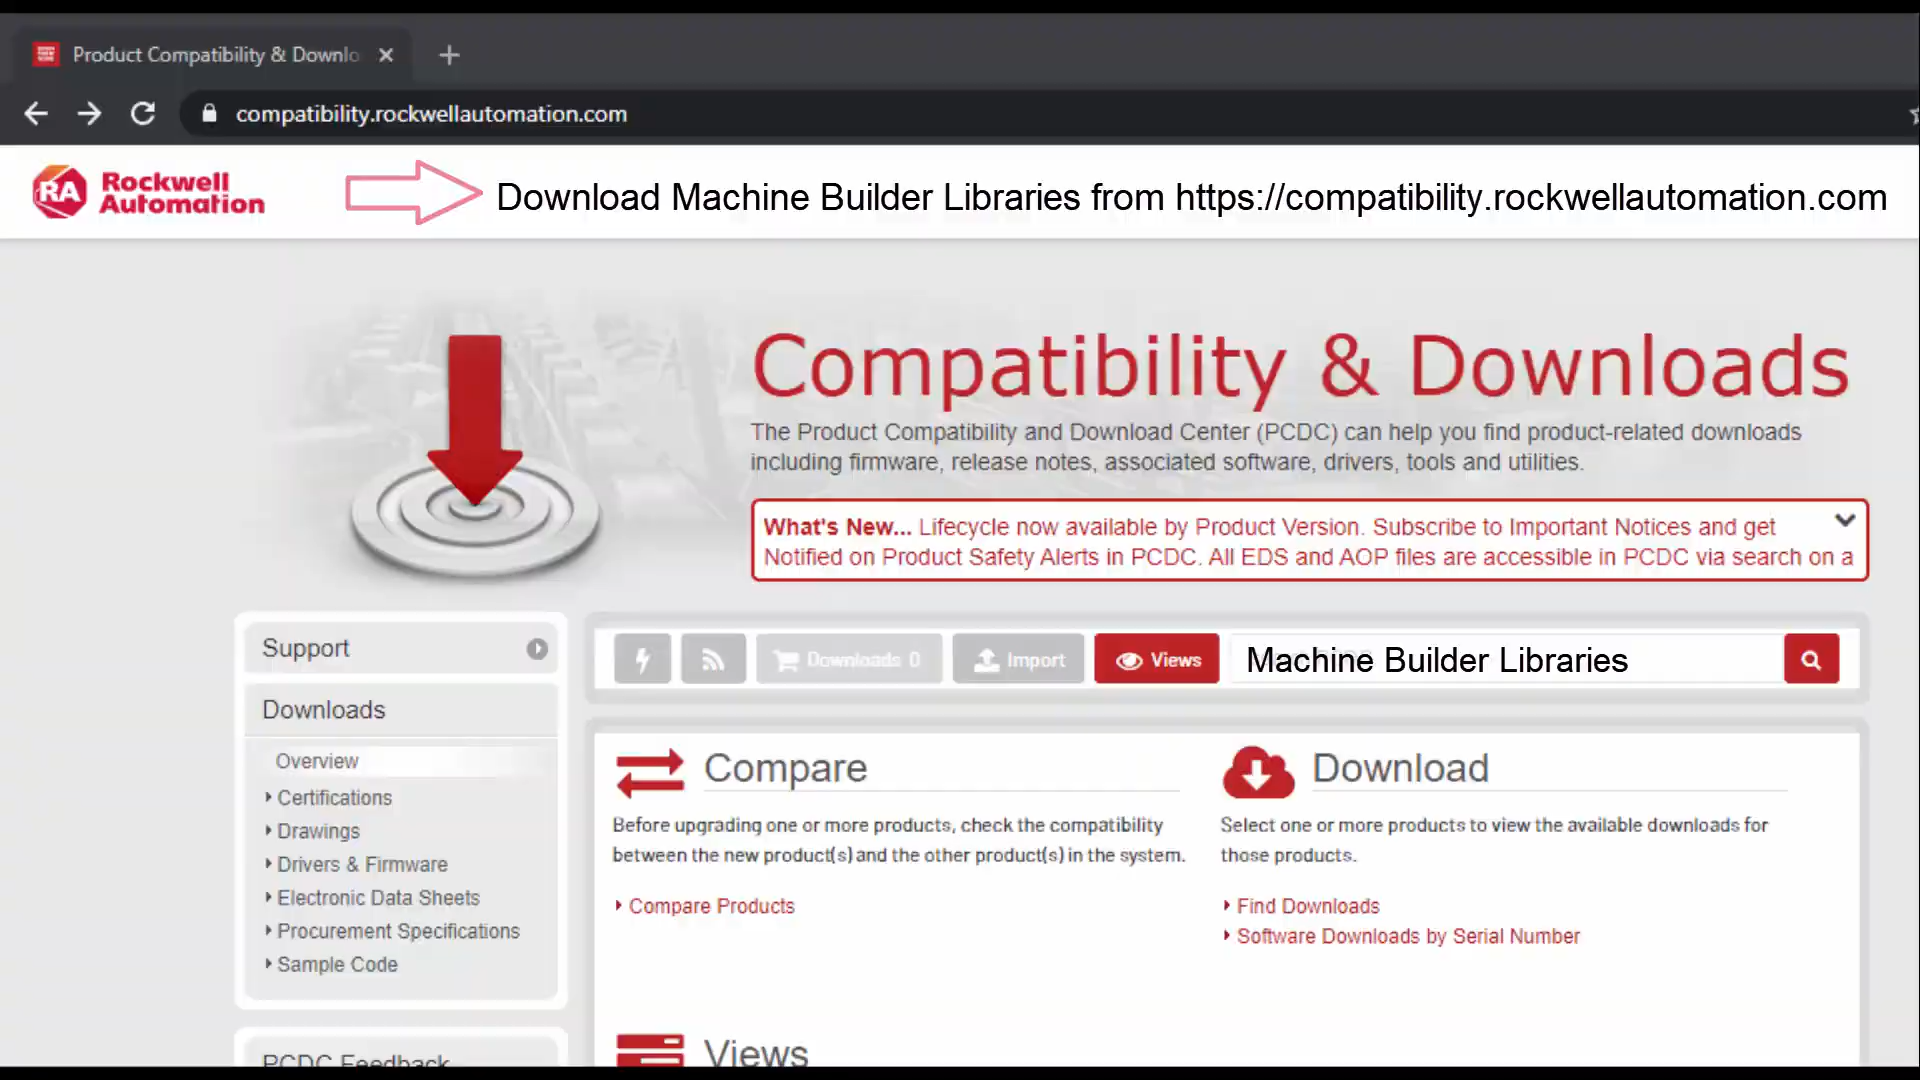 Product Compatibility & Downlo
compatibility.rockwellautomation.com
RA Rockwell
Automation
Download Machine Builder Libraries from https://compatibility.rockwellautomation.com
Compatibility & Downloads
The Product Compatibility and Download Center (PCDC) can help you find product-related downloads
including firmware, release notes, associated software, drivers, tools and utilities.
What's New... Lifecycle now available by Product Version. Subscribe to Important Notices and get
Notified on Product Safety Alerts in PCDC. All EDS and AOP files are accessible in PCDC via search on a
Support
Downloads
Overview
Certifications
Drawings
Drivers & Firmware
Electronic Data Sheets
Procurement Specifications
Sample Code
PCDC Feedback
Downloads 0
Import
Views
Machine Builder Libraries
Compare
Before upgrading one or more products, check the compatibility
between the new product(s) and the other product(s) in the system.
Compare Products
Download
Select one or more products to view the available downloads for
those products.
Find Downloads
Software Downloads by Serial Number
Views